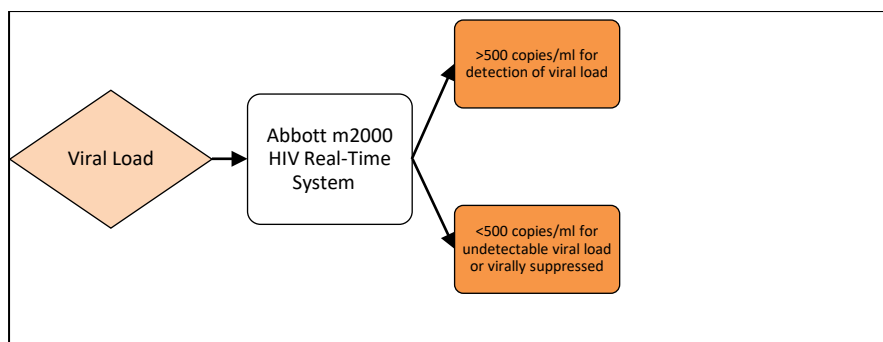 >500 copies/ml for
detection of viral load
Viral Load
Abbott m2000
HIV Real-Time
System
<500 copies/ml for
undetectable viral load
or virally suppressed